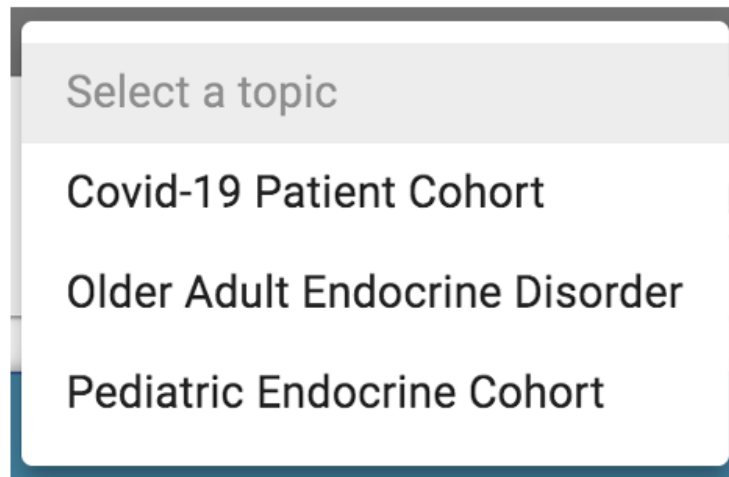 Select a topic
Covid-19 Patient Cohort
Older Adult Endocrine Disorder
Pediatric Endocrine Cohort